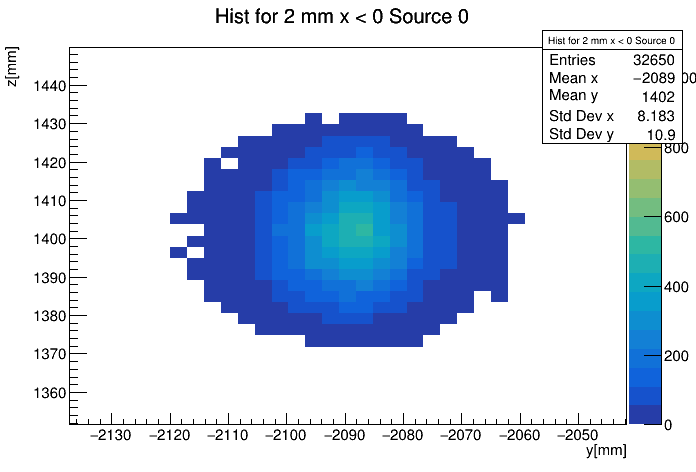 Hist for 2 mm x < 0 Source 0
Hist for 2 mm x < 0 Source 0
Entries 32650
Mean x −2089
Mean y 1402
Std Dev x 8.183
Std Dev y 10.9
z[mm]
1440
1430
1420
1410
1400
1390
1380
1370
1360
−2130 −2120 −2110 −2100 −2090 −2080 −2070 −2060 −2050
y[mm]
800
600
400
200
0